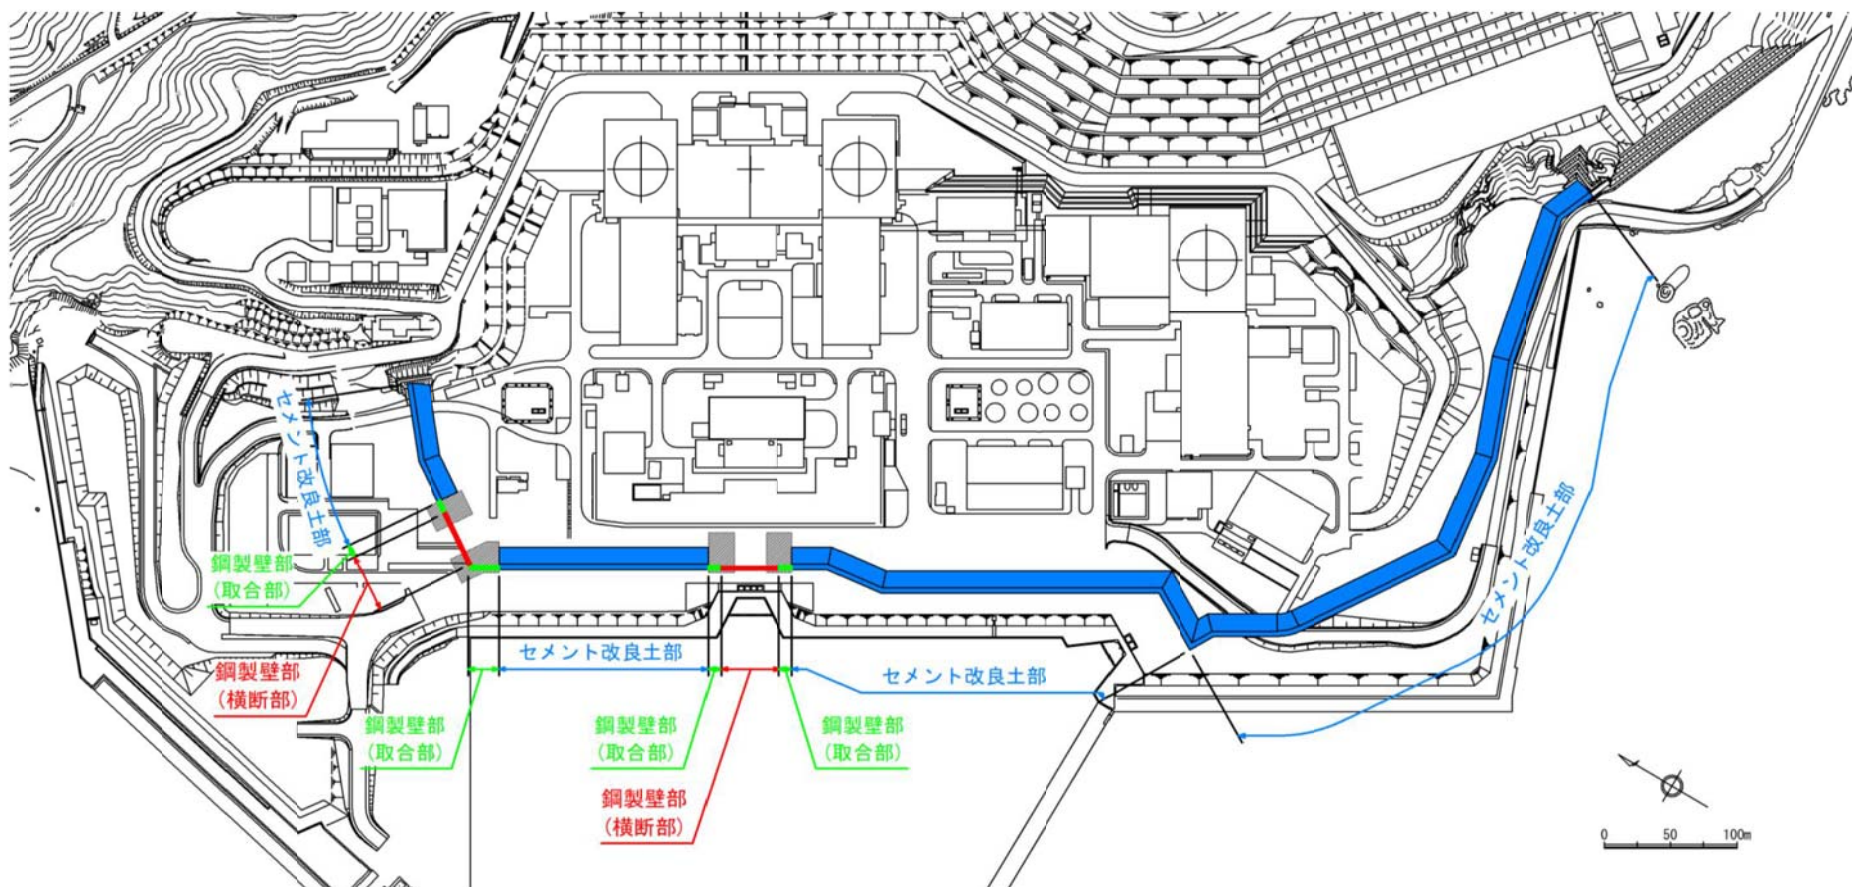 セメント改良土部
鋼製壁部
(取合部)
鋼製壁部
(横断部)
鋼製壁部
(取合部)
セメント改良土部
鋼製壁部
(取合部)
鋼製壁部
(横断部)
鋼製壁部
(取合部)
セメント改良土部
セメント改良土部
0 50 100m